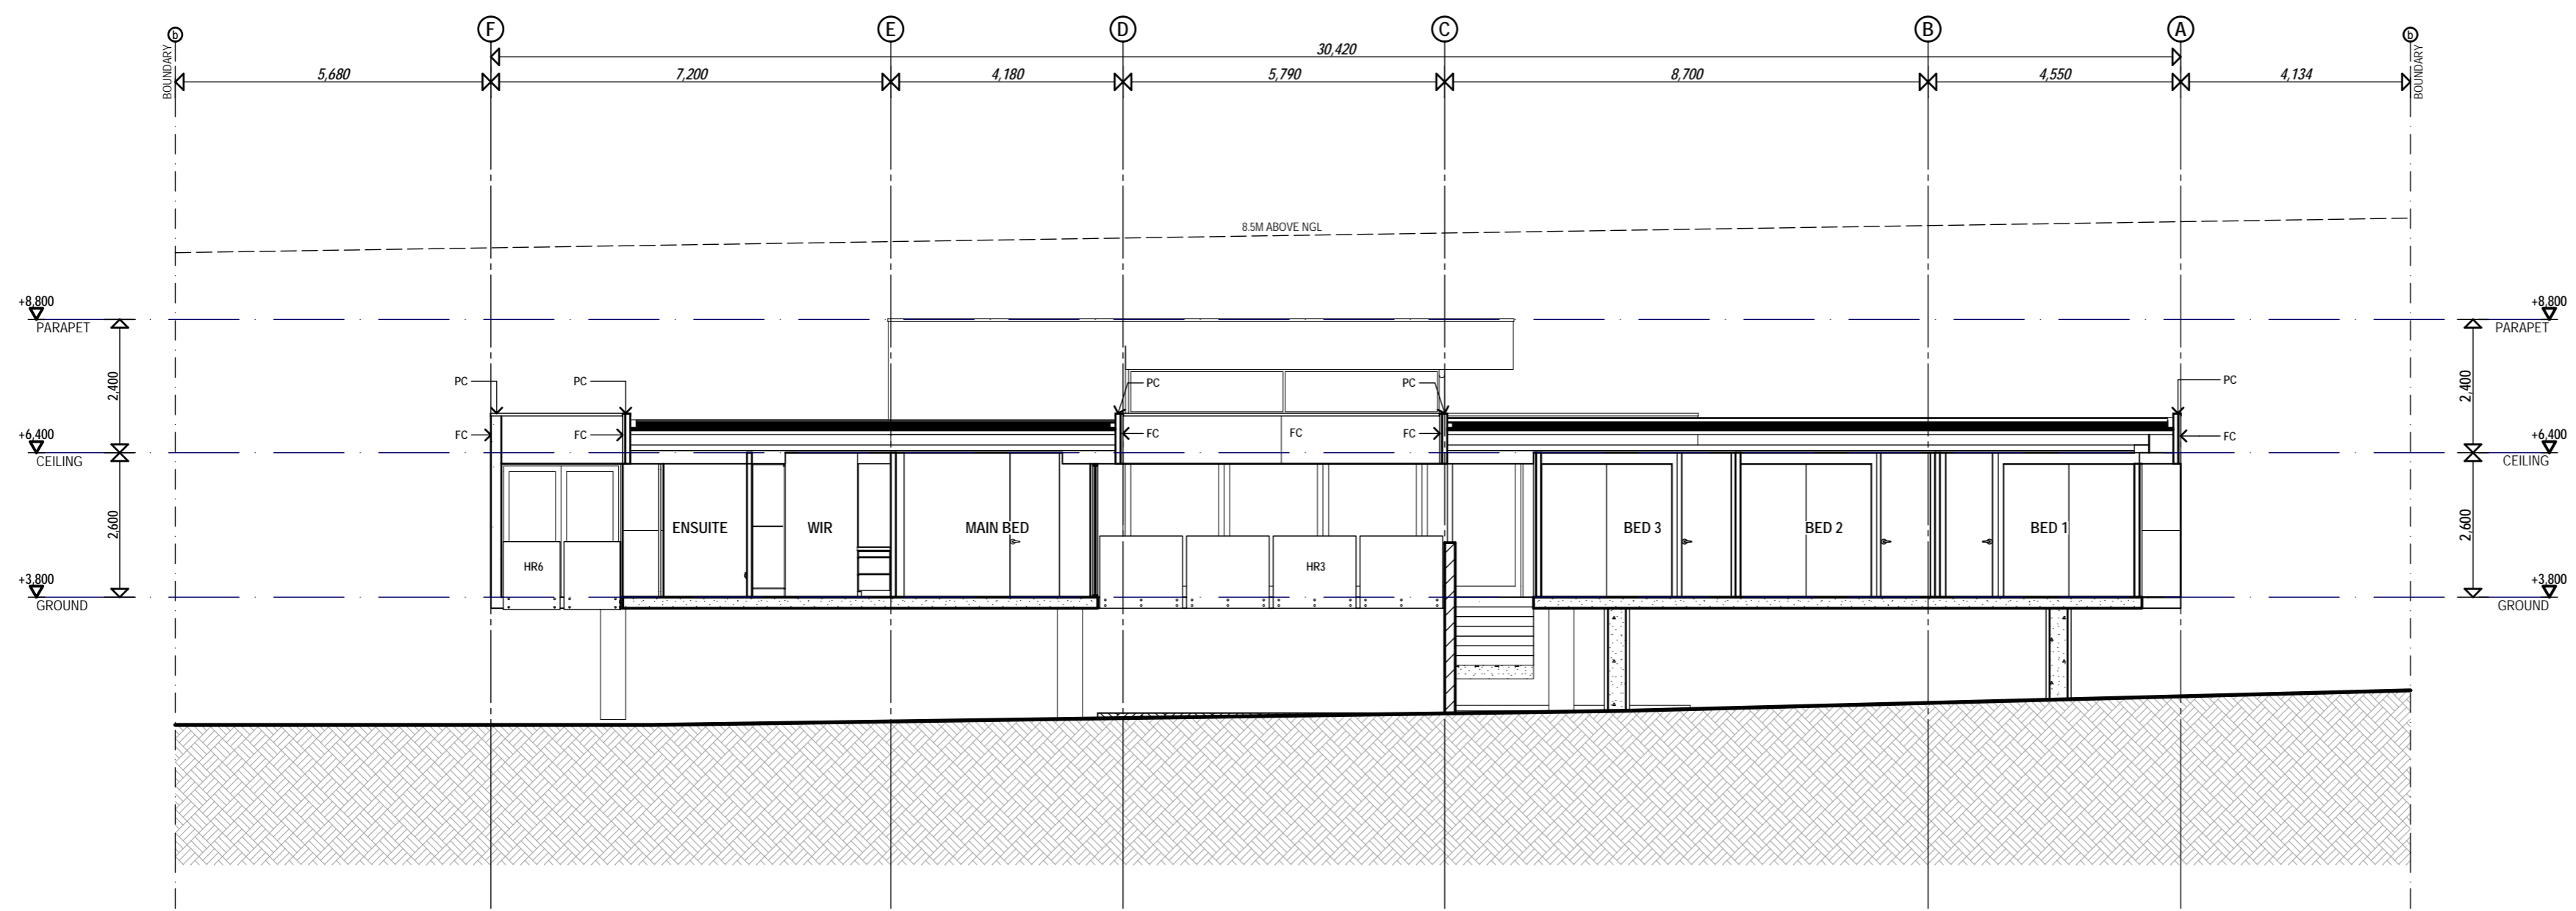 b F E D C B A b
BOUNDARY
BOUNDARY
30,420
5,680 7,200 4,180 5,790 8,700 4,550 4,134
8.5M ABOVE NGL
+8,800 +8,800
PARAPET PARAPET
2,400 2,400
PC PC PC PC PC
FC FC FC FC FC FC
+6,400 +6,400
CEILING CEILING
2,600 2,600
ENSUITE WIR MAIN BED BED 3 BED 2 BED 1
HR6 HR3
+3,800 +3,800
GROUND GROUND